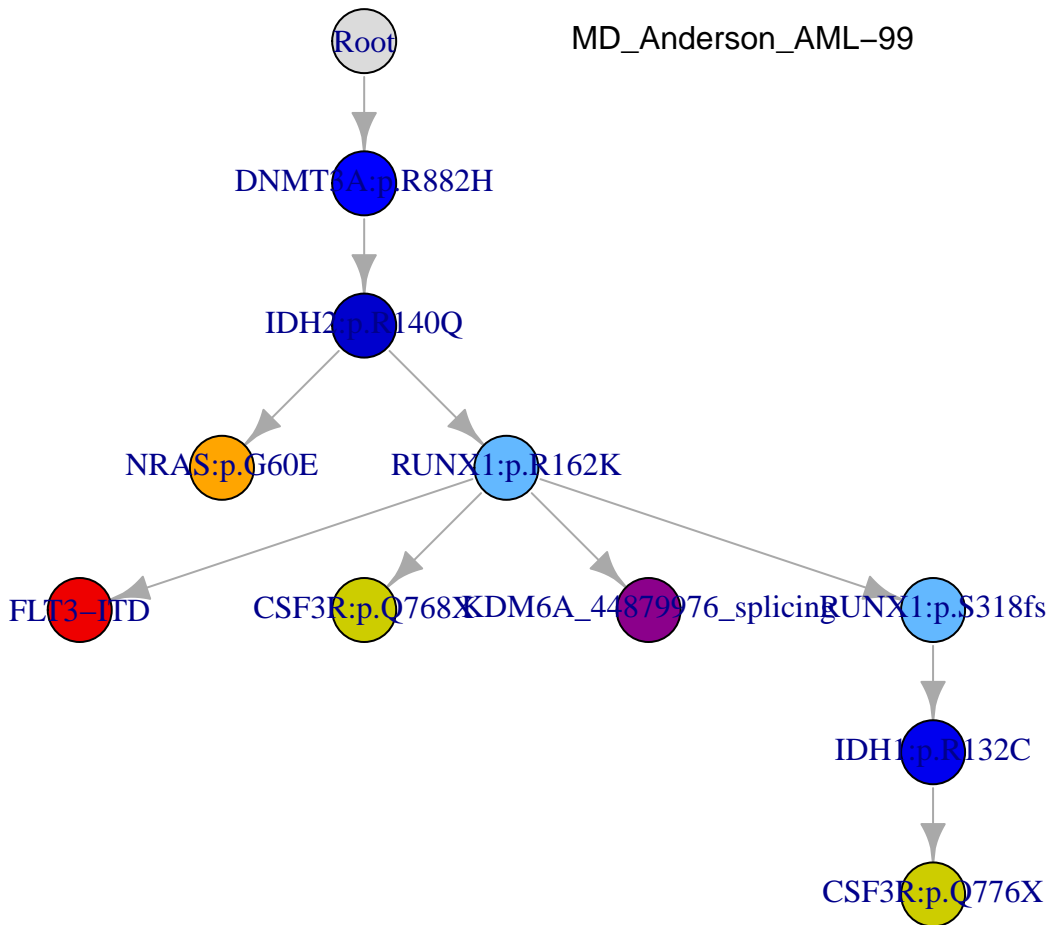 Root
MD_Anderson_AML−99
DNMT3A:p.R882H
IDH2:p.R140Q
NRAS:p.G60E
RUNX1:p.R162K
FLT3−ITD
CSF3R:p.Q768X
KDM6A_44879976_splicing
RUNX1:p.S318fs
IDH1:p.R132C
CSF3R:p.Q776X